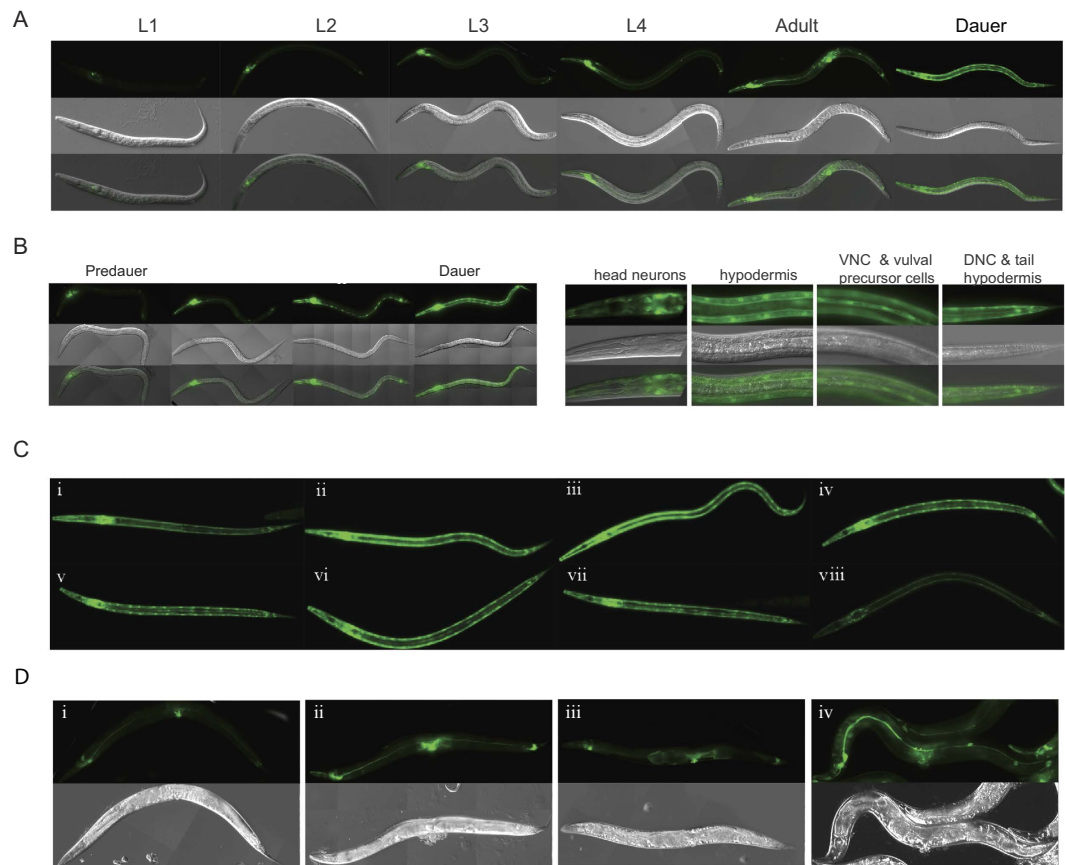 A
L1 L2 L3 L4 Adult Dauer
B
Predauer Dauer
head neurons hypodermis VNC & vulval precursor cells DNC & tail hypodermis
C
i ii iii iv
v vi vii viii
D
i ii iii iv